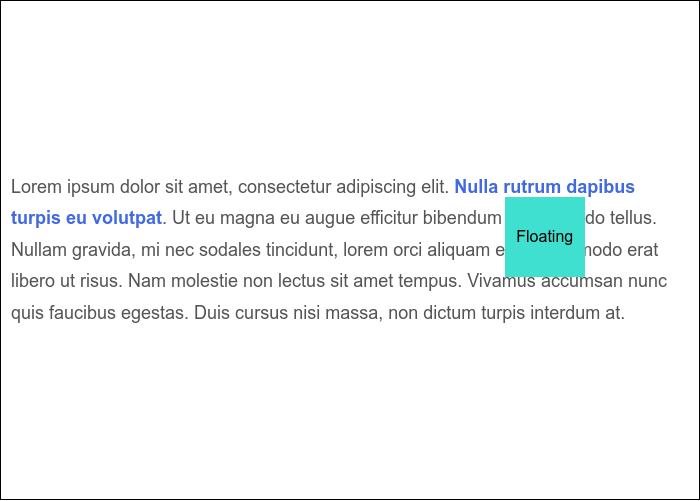 Lorem ipsum dolor sit amet, consectetur adipiscing elit. Nulla rutrum dapibus
turpis eu volutpat. Ut eu magna eu augue efficitur bibendum do tellus.
Floating
Nullam gravida, mi nec sodales tincidunt, lorem orci aliquam erat
libero ut risus. Nam molestie non lectus sit amet tempus. Vivamus accumsan nunc
quis faucibus egestas. Duis cursus nisi massa, non dictum turpis interdum at.